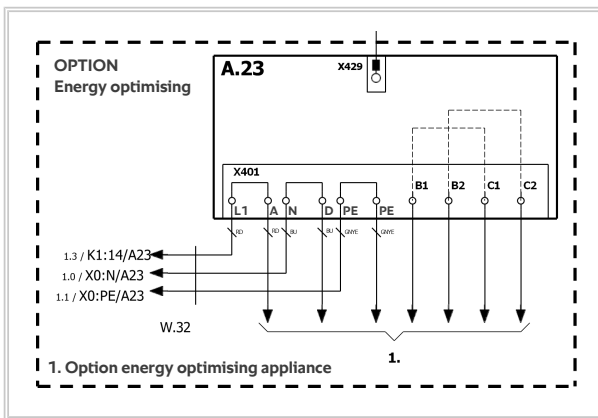 OPTION
Energy optimising
A.23
X429
X401
B1 B2 C1 C2
L1 A N D PE PE
RD RD BU BU GNYE GNYE
1.3 / K1:14/A23
1.0 / X0:N/A23
1.1 / X0:PE/A23
W.32
1.
1. Option energy optimising appliance